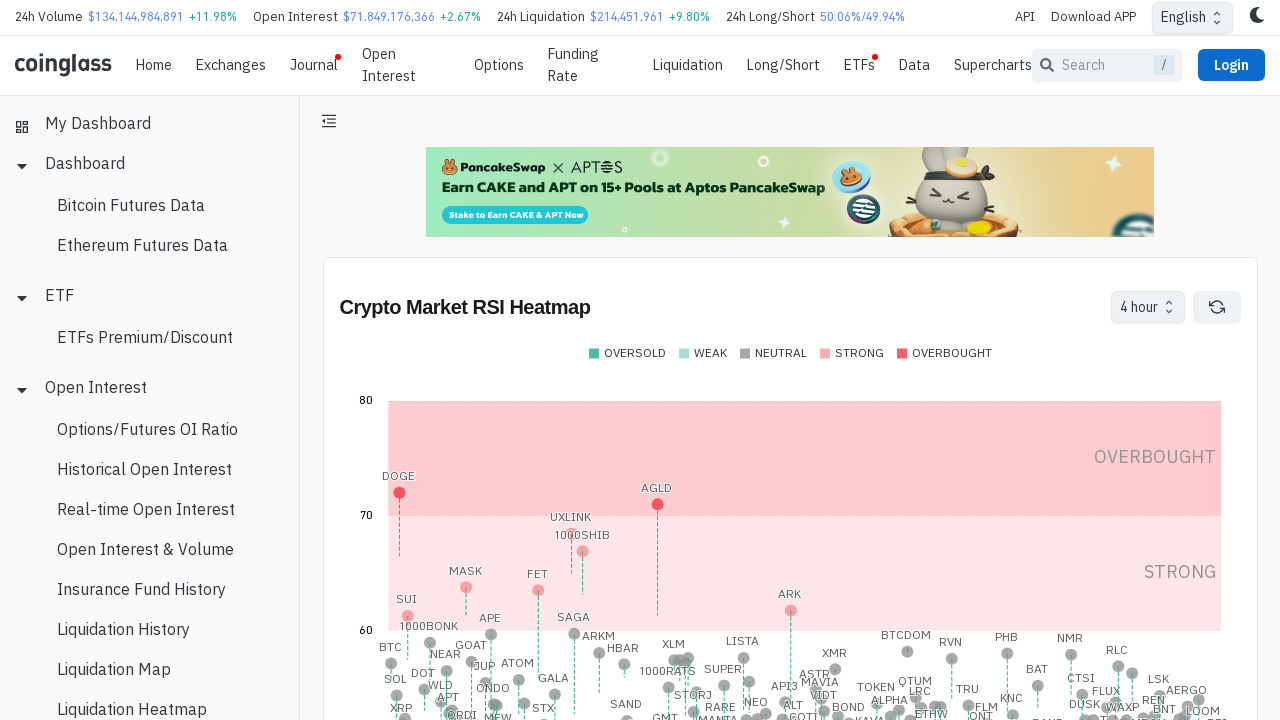 24h Volume $134,144,984,891 +11.98% Open Interest $71,849,176,366 +2.67% 24h Liquidation $214,451,961 +9.80% 24h Long/Short 50.06%/49.94% API Download APP English
coinglass Home Exchanges Journal Open Interest Options Funding Rate Liquidation Long/Short ETFs Data Supercharts Search / Login
My Dashboard
Dashboard
Bitcoin Futures Data
Ethereum Futures Data
ETF
ETFs Premium/Discount
Open Interest
Options/Futures OI Ratio
Historical Open Interest
Real-time Open Interest
Open Interest & Volume
Insurance Fund History
Liquidation History
Liquidation Map
Liquidation Heatmap
PancakeSwap × APTOS
Earn CAKE and APT on 15+ Pools at Aptos PancakeSwap
Stake to Earn CAKE & APT Now
Crypto Market RSI Heatmap 4 hour
OVERSOLD WEAK NEUTRAL STRONG OVERBOUGHT
80
OVERBOUGHT
DOGE
AGLD
70
UXLINK
1000SHIB
STRONG
MASK
FET
ARK
SUI
APE
SAGA
1000BONK
60
ARKM
BTCDOM
PHB
NMR
LISTA
RVN
XLM
BTC
NEAR
GOAT
HBAR
XMR
RLC
JUP
ATOM
DOT
1000RATS
SUPER
ASTR
BAT
SOL
GALA
CTSI
LSK
WLD
ONDO
API3
MAVIA
TOKEN
QTUM
TRU
FLUX
AERGO
APT
STORJ
VIDT
LRC
KNC
REN
XRP
STX
SAND
RARE
NEO
ALT
BOND
ALPHA
FLM
DUSK
WAXP
BNT
ORDI
MEW
GMT
MANTA
COTI
KAVA
ETHW
ONT